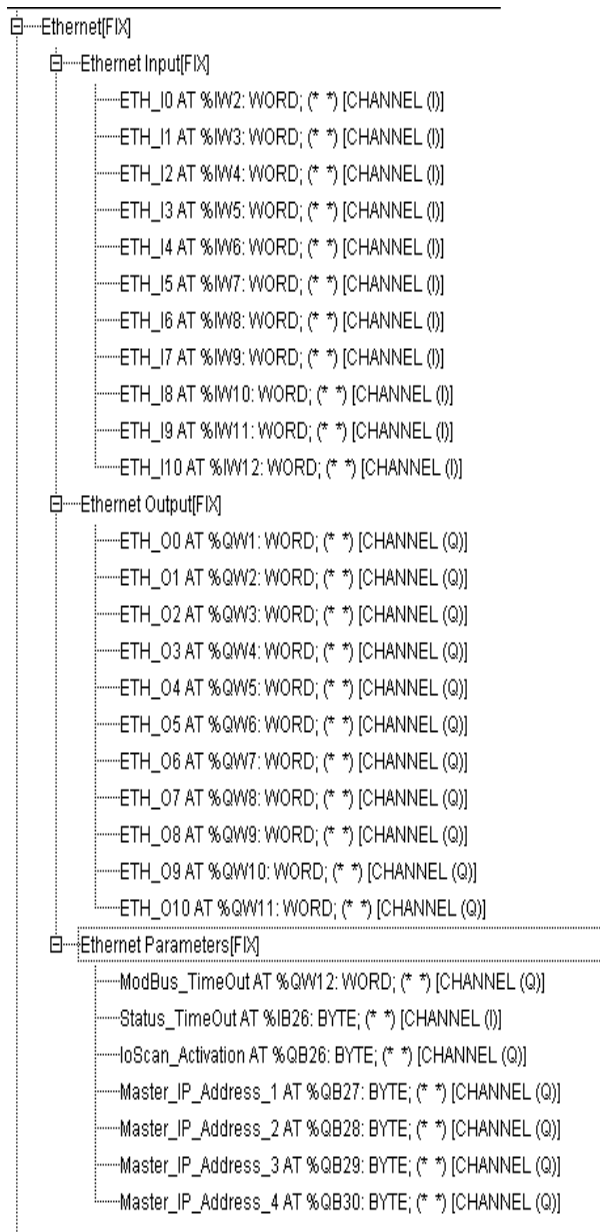 Ethernet[FIX]
Ethernet Input[FIX]
ETH_I0 AT %IW2: WORD; (* *) [CHANNEL (I)]
ETH_I1 AT %IW3: WORD; (* *) [CHANNEL (I)]
ETH_I2 AT %IW4: WORD; (* *) [CHANNEL (I)]
ETH_I3 AT %IW5: WORD; (* *) [CHANNEL (I)]
ETH_I4 AT %IW6: WORD; (* *) [CHANNEL (I)]
ETH_I5 AT %IW7: WORD; (* *) [CHANNEL (I)]
ETH_I6 AT %IW8: WORD; (* *) [CHANNEL (I)]
ETH_I7 AT %IW9: WORD; (* *) [CHANNEL (I)]
ETH_I8 AT %IW10: WORD; (* *) [CHANNEL (I)]
ETH_I9 AT %IW11: WORD; (* *) [CHANNEL (I)]
ETH_I10 AT %IW12: WORD; (* *) [CHANNEL (I)]
Ethernet Output[FIX]
ETH_O0 AT %QW1: WORD; (* *) [CHANNEL (Q)]
ETH_O1 AT %QW2: WORD; (* *) [CHANNEL (Q)]
ETH_O2 AT %QW3: WORD; (* *) [CHANNEL (Q)]
ETH_O3 AT %QW4: WORD; (* *) [CHANNEL (Q)]
ETH_O4 AT %QW5: WORD; (* *) [CHANNEL (Q)]
ETH_O5 AT %QW6: WORD; (* *) [CHANNEL (Q)]
ETH_O6 AT %QW7: WORD; (* *) [CHANNEL (Q)]
ETH_O7 AT %QW8: WORD; (* *) [CHANNEL (Q)]
ETH_O8 AT %QW9: WORD; (* *) [CHANNEL (Q)]
ETH_O9 AT %QW10: WORD; (* *) [CHANNEL (Q)]
ETH_O10 AT %QW11: WORD; (* *) [CHANNEL (Q)]
Ethernet Parameters[FIX]
ModBus_TimeOut AT %QW12: WORD; (* *) [CHANNEL (Q)]
Status_TimeOut AT %IB26: BYTE; (* *) [CHANNEL (I)]
IoScan_Activation AT %QB26: BYTE; (* *) [CHANNEL (Q)]
Master_IP_Address_1 AT %QB27: BYTE; (* *) [CHANNEL (Q)]
Master_IP_Address_2 AT %QB28: BYTE; (* *) [CHANNEL (Q)]
Master_IP_Address_3 AT %QB29: BYTE; (* *) [CHANNEL (Q)]
Master_IP_Address_4 AT %QB30: BYTE; (* *) [CHANNEL (Q)]